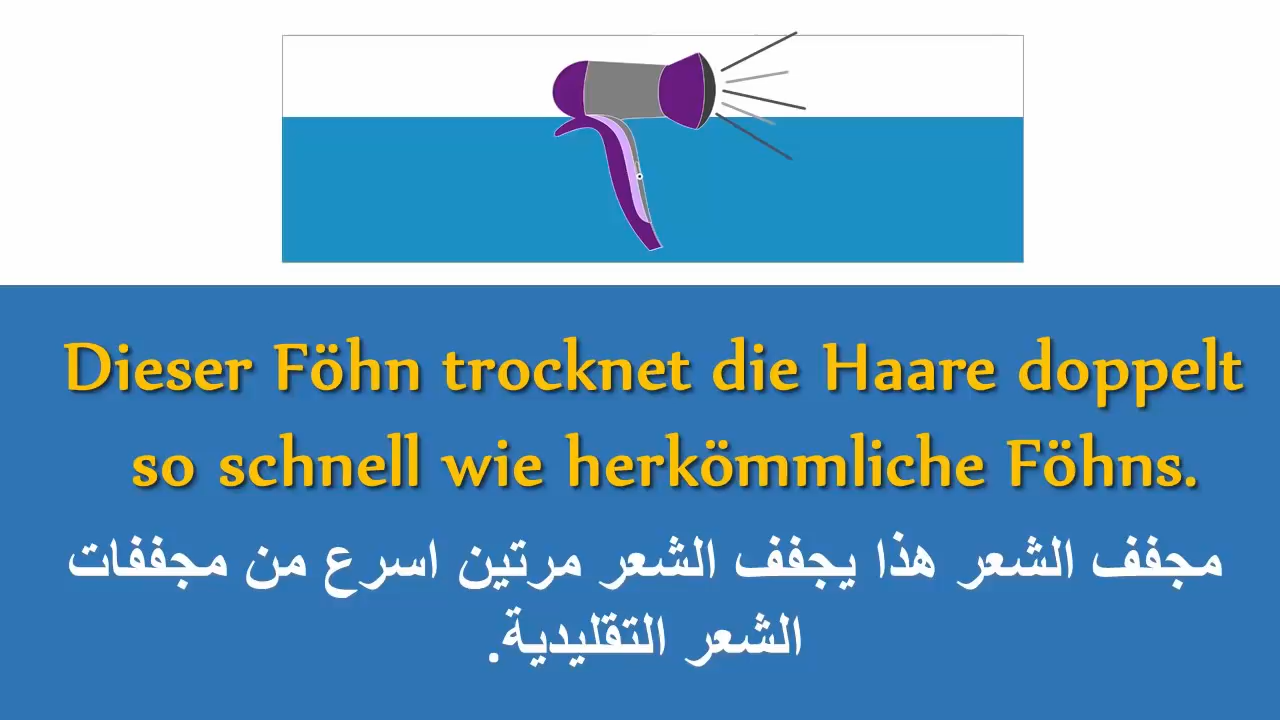 Dieser Föhn trocknet die Haare doppelt
so schnell wie herkömmliche Föhns.
مجفف الشعر هذا يجفف الشعر مرتين اسرع من مجففات
الشعر التقليدية.